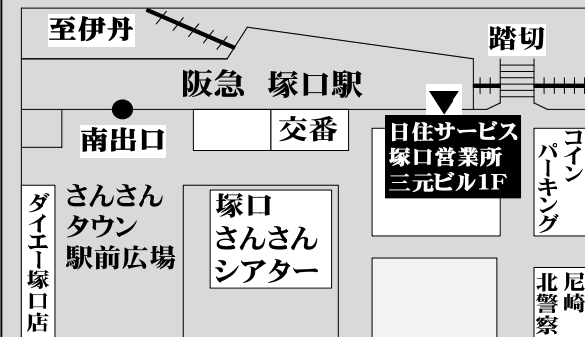 至伊丹
踏切
阪急 塚口駅
南出口
交番
日住サービス
塚口営業所
三元ビル1F
コイン
パーキング
ダイエー塚口店
さんさん
タウン
駅前広場
塚口
さんさん
シアター
尼崎
北警察